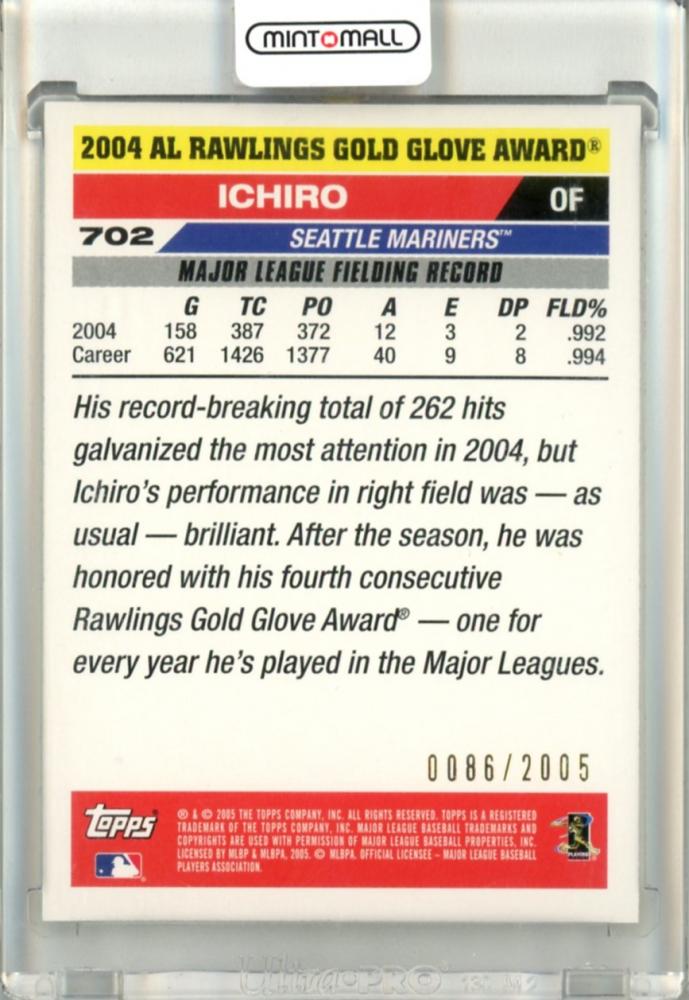 MINT MALL
2004 AL RAWLINGS GOLD GLOVE AWARD®
ICHIRO OF
702 SEATTLE MARINERS™
MAJOR LEAGUE FIELDING RECORD
G TC PO A E DP FLD%
2004 158 387 372 12 3 2 .992
Career 621 1426 1377 40 9 8 .994
His record-breaking total of 262 hits
galvanized the most attention in 2004, but
Ichiro's performance in right field was — as
usual — brilliant. After the season, he was
honored with his fourth consecutive
Rawlings Gold Glove Award® — one for
every year he's played in the Major Leagues.
0086/2005
topps
® & © 2005 THE TOPPS COMPANY, INC. ALL RIGHTS RESERVED. TOPPS IS A REGISTERED
TRADEMARK OF THE TOPPS COMPANY, INC. MAJOR LEAGUE BASEBALL TRADEMARKS AND
COPYRIGHTS ARE USED WITH PERMISSION OF MAJOR LEAGUE BASEBALL PROPERTIES, INC.
LICENSED BY MLBP & MLBPA, 2005. © MLBPA. OFFICIAL LICENSEE – MAJOR LEAGUE BASEBALL
PLAYERS ASSOCIATION.
PLAYERS
Ultra PRO